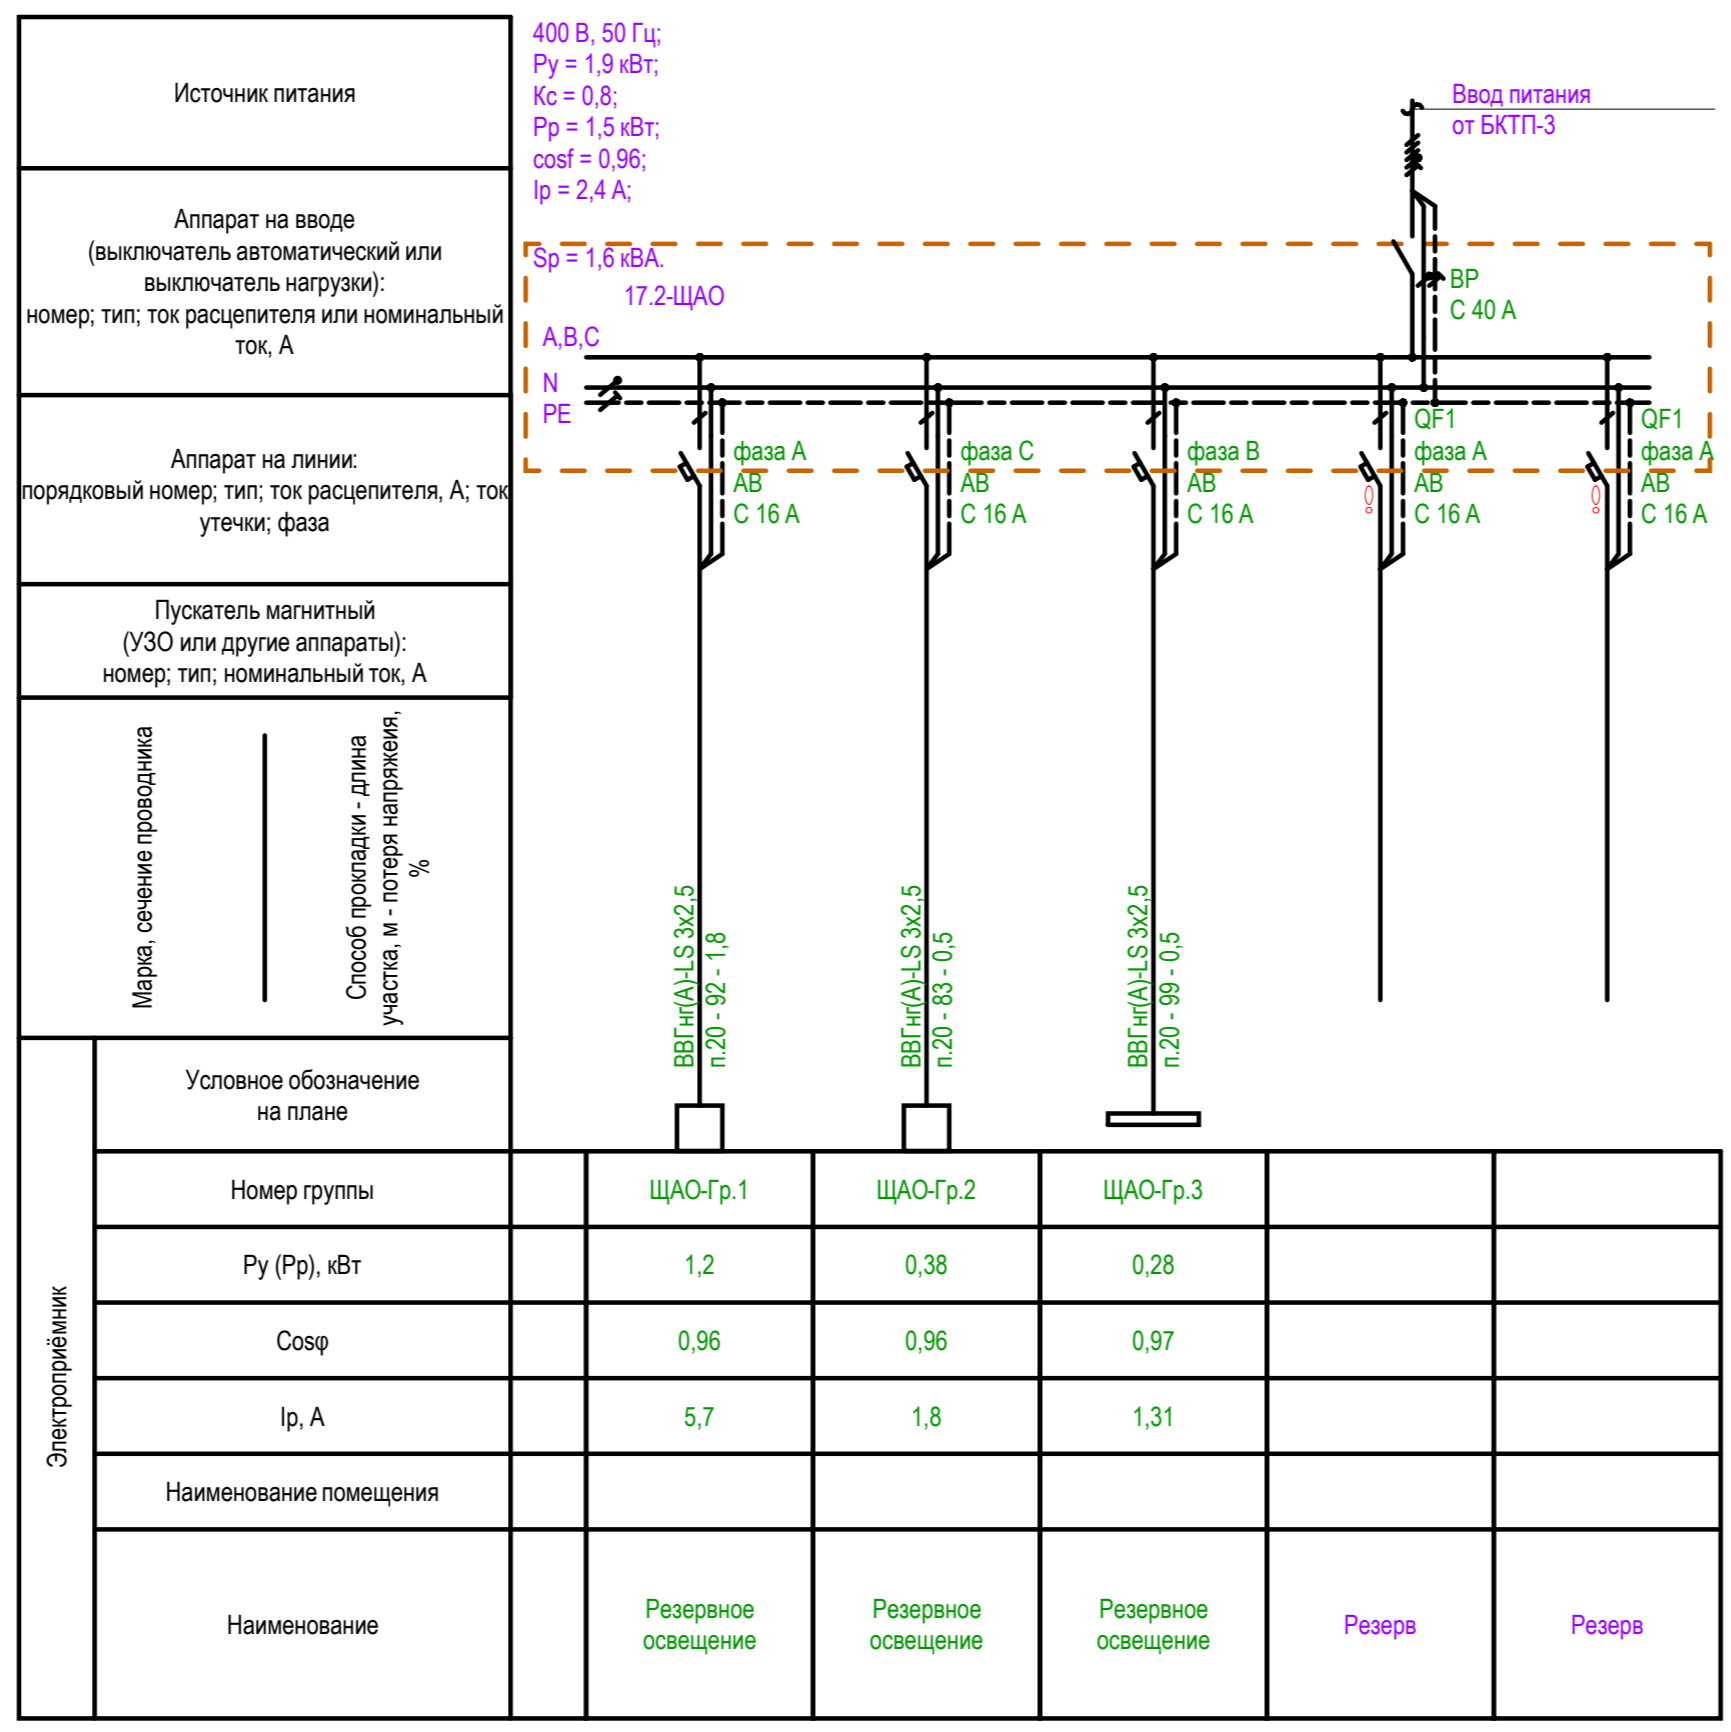 Источник питания
Аппарат на вводе
(выключатель автоматический или
выключатель нагрузки):
номер; тип; ток расцепителя или номинальный
ток, А
Аппарат на линии:
порядковый номер; тип; ток расцепителя, А; ток
утечки; фаза
Пускатель магнитный
(УЗО или другие аппараты):
номер; тип; номинальный ток, А
Марка, сечение проводника
Способ прокладки - длина
участка, м - потеря напряжеия,
%
400 В, 50 Гц;
Ру = 1,9 кВт;
Кс = 0,8;
Рр = 1,5 кВт;
cosf = 0,96;
Ip = 2,4 А;
Sp = 1,6 кВА.
17.2-ЩАО
Ввод питания
от БКТП-3
ВР
C 40 А
A,B,C
N
PE
фаза A
АВ
C 16 А
фаза C
АВ
C 16 А
фаза B
АВ
C 16 А
QF1
фаза A
АВ
C 16 А
QF1
фаза A
АВ
C 16 А
ВВГнг(А)-LS 3x2,5
п.20 - 92 - 1,8
ВВГнг(А)-LS 3x2,5
п.20 - 83 - 0,5
ВВГнг(А)-LS 3x2,5
п.20 - 99 - 0,5
Электроприёмник
Условное обозначение
на плане
Номер группы
ЩАО-Гр.1
ЩАО-Гр.2
ЩАО-Гр.3
Ру (Рр), кВт
1,2
0,38
0,28
Cosφ
0,96
0,96
0,97
Ip, А
5,7
1,8
1,31
Наименование помещения
Наименование
Резервное
освещение
Резервное
освещение
Резервное
освещение
Резерв
Резерв